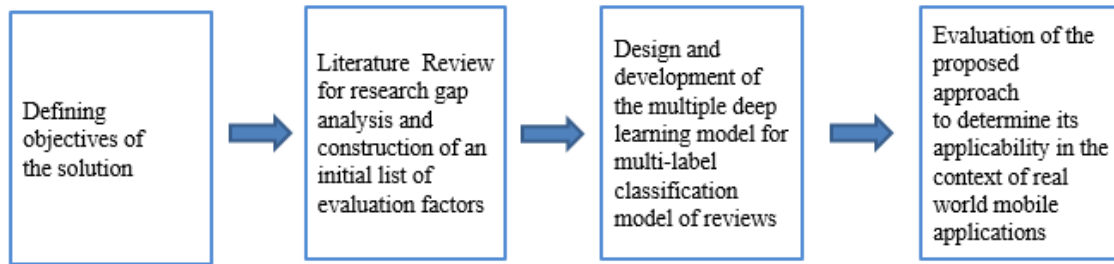 Defining
objectives of
the solution
Literature Review
for research gap
analysis and
construction of an
initial list of
evaluation factors
Design and
development of
the multiple deep
learning model for
multi-label
classification
model of reviews
Evaluation of the
proposed
approach
to determine its
applicability in the
context of real
world mobile
applications